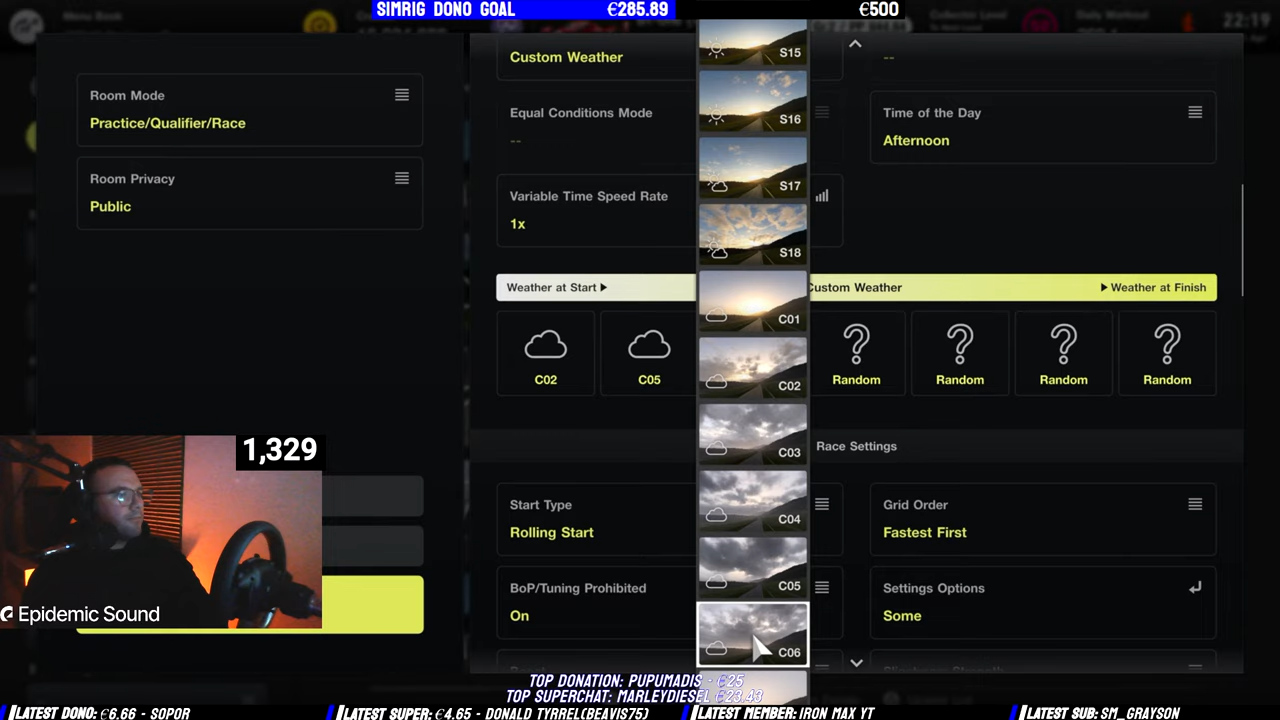 SIMRIG DONO GOAL €285.89 €500
Menu Book
22:19
Custom Weather
--
Room Mode
Practice/Qualifier/Race
Room Privacy
Public
Equal Conditions Mode
--
Time of the Day
Afternoon
Variable Time Speed Rate
1x
Weather at Start
Custom Weather
Weather at Finish
C02
C05
Random
Random
Random
Random
S15
S16
S17
S18
C01
C02
C03
C04
C05
C06
Race Settings
Start Type
Rolling Start
Grid Order
Fastest First
BoP/Tuning Prohibited
On
Settings Options
Some
1,329
Epidemic Sound
TOP DONATION: PUPUMADIS - €25
TOP SUPERCHAT: MARLEYDIESEL €23.43
LATEST DONO: €6.66 - SOPOR
LATEST SUPER: €4.65 - DONALD TYRREL(BEAVIS75)
LATEST MEMBER: IRON MAX YT
LATEST SUB: SM_GRAYSON